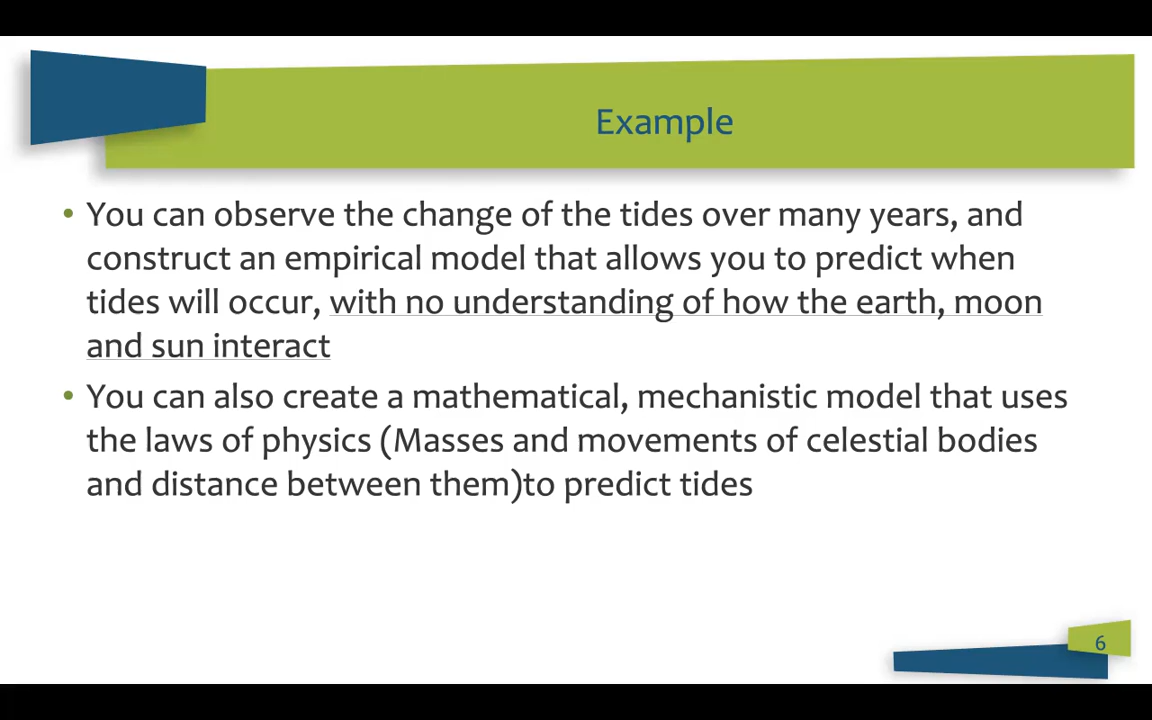 Example
• You can observe the change of the tides over many years, and
construct an empirical model that allows you to predict when
tides will occur, with no understanding of how the earth, moon
and sun interact
• You can also create a mathematical, mechanistic model that uses
the laws of physics (Masses and movements of celestial bodies
and distance between them)to predict tides
6